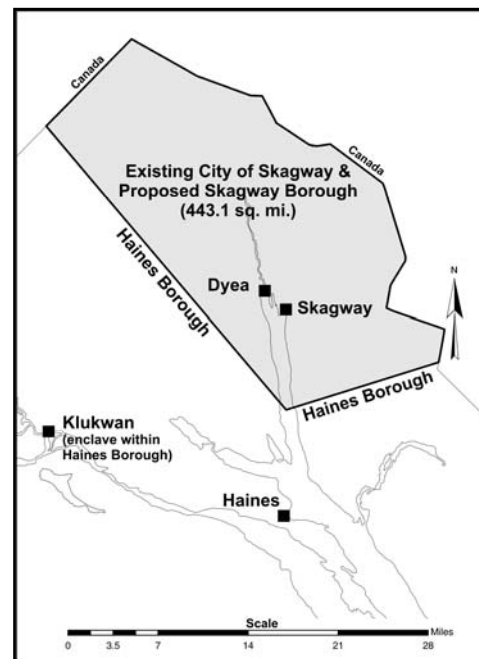 Canada
Canada
Existing City of Skagway &
Proposed Skagway Borough
(443.1 sq. mi.)
Haines Borough
Dyea
Skagway
N
Haines Borough
Klukwan
(enclave within
Haines Borough)
Haines
Scale
Miles
0 3.5 7 14 21 28